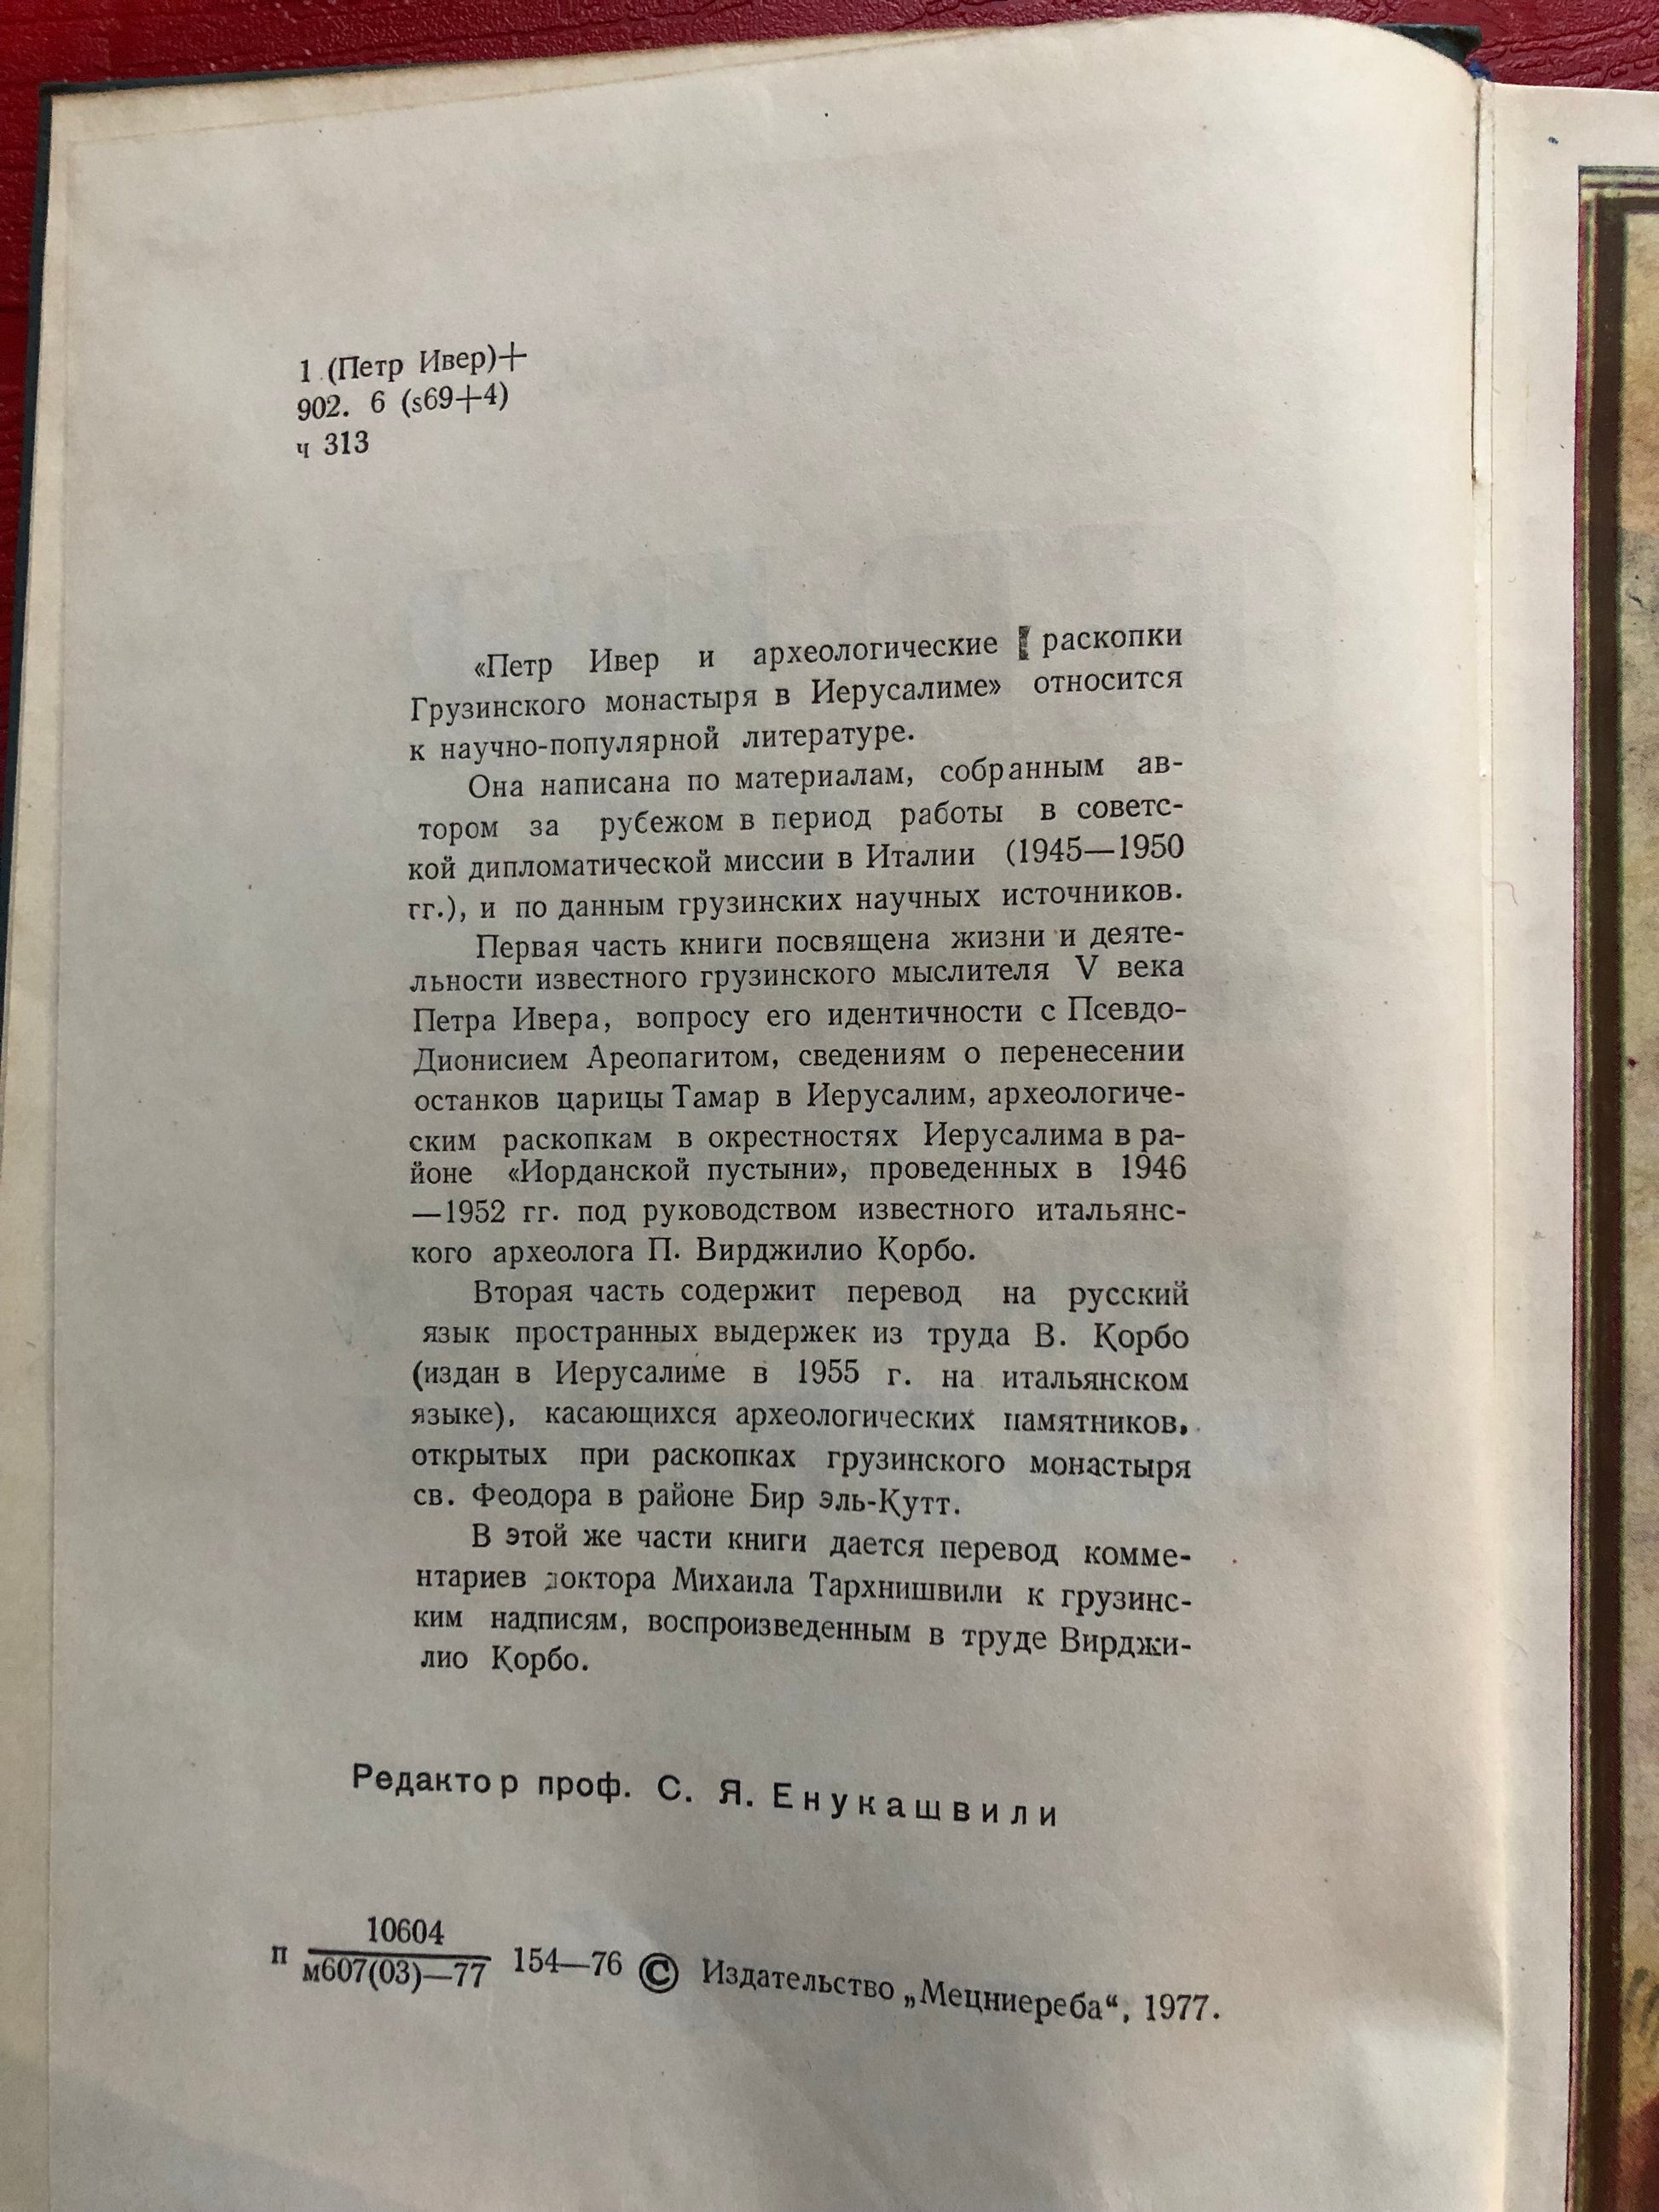 1 (Петр Ивер)+
902. 6 (s69+4)
ч 313
«Петр Ивер и археологические раскопки
Грузинского монастыря в Иерусалиме» относится
к научно-популярной литературе.
Она написана по материалам, собранным ав-
тором за рубежом в период работы в советс-
кой дипломатической миссии в Италии (1945—1950
гг.), и по данным грузинских научных источников.
Первая часть книги посвящена жизни и деяте-
льности известного грузинского мыслителя V века
Петра Ивера, вопросу его идентичности с Псевдо-
Дионисием Ареопагитом, сведениям о перенесении
останков царицы Тамар в Иерусалим, археологиче-
ским раскопкам в окрестностях Иерусалима в ра-
йоне «Иорданской пустыни», проведенных в 1946
—1952 гг. под руководством известного итальянс-
кого археолога П. Вирджилио Корбо.
Вторая часть содержит перевод на русский
язык пространных выдержек из труда В. Корбо
(издан в Иерусалиме в 1955 г. на итальянском
языке), касающихся археологических памятников,
открытых при раскопках грузинского монастыря
св. Феодора в районе Бир эль-Кутт.
В этой же части книги дается перевод комме-
нтариев доктора Михаила Тархнишвили к грузинс-
ким надписям, воспроизведенным в труде Вирджи-
лио Корбо.
Редактор проф. С. Я. Енукашвили
10604
п м607(03)—77 154—76 © Издательство „Мецниереба“, 1977.